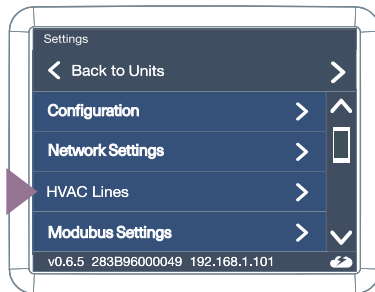 Settings
Back to Units
Configuration
Network Settings
HVAC Lines
Modubus Settings
v0.6.5 283B96000049 192.168.1.101